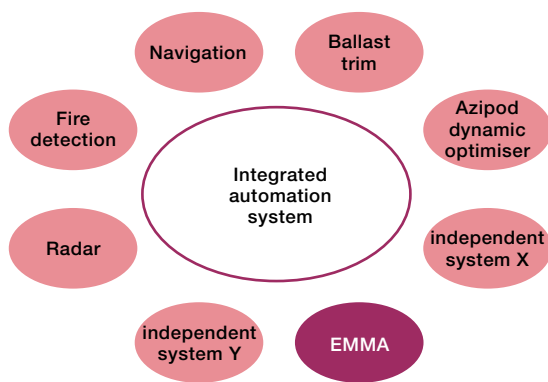 Navigation
Ballast
trim
Fire
detection
Azipod
dynamic
optimiser
Integrated
automation
system
Radar
independent
system X
independent
system Y
EMMA